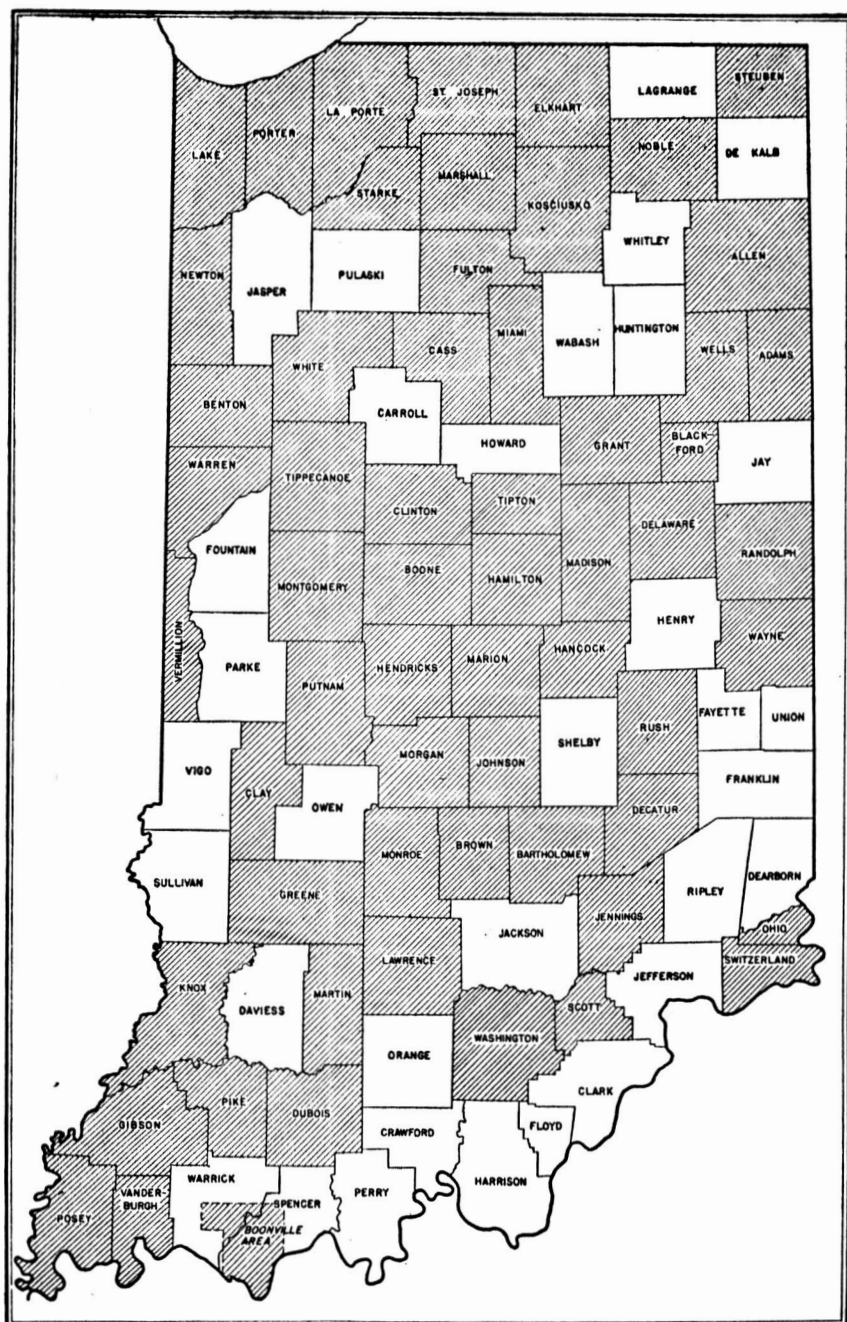 LAGRANGE
STEUBEN
ST. JOSEPH
ELKHART
LA PORTE
PORTER
LAKE
NOBLE
DE KALB
MARSHALL
STARKE
KOSCIUSKO
WHITLEY
ALLEN
NEWTON
JASPER
PULASKI
FULTON
MIAMI
WABASH
HUNTINGTON
WELLS
ADAMS
WHITE
CASS
BENTON
CARROLL
HOWARD
GRANT
BLACK-
FORD
JAY
WARREN
TIPPECANOE
CLINTON
TIPTON
DELAWARE
RANDOLPH
FOUNTAIN
MONTGOMERY
BOONE
HAMILTON
MADISON
HENRY
WAYNE
VERMILLION
PARKE
PUTNAM
HENDRICKS
MARION
HANCOCK
FAYETTE
UNION
VIGO
CLAY
OWEN
MORGAN
JOHNSON
SHELBY
RUSH
FRANKLIN
DECATUR
SULLIVAN
GREENE
MONROE
BROWN
BARTHOLOMEW
RIPLEY
DEARBORN
JENNINGS
JACKSON
OHIO
SWITZERLAND
JEFFERSON
KNOX
DAVIESS
MARTIN
LAWRENCE
SCOTT
WASHINGTON
ORANGE
CLARK
GIBSON
PIKE
DUBOIS
CRAWFORD
FLOYD
HARRISON
PERRY
POSEY
VANDER-
BURGH
WARRICK
SPENCER
BOONVILLE
AREA